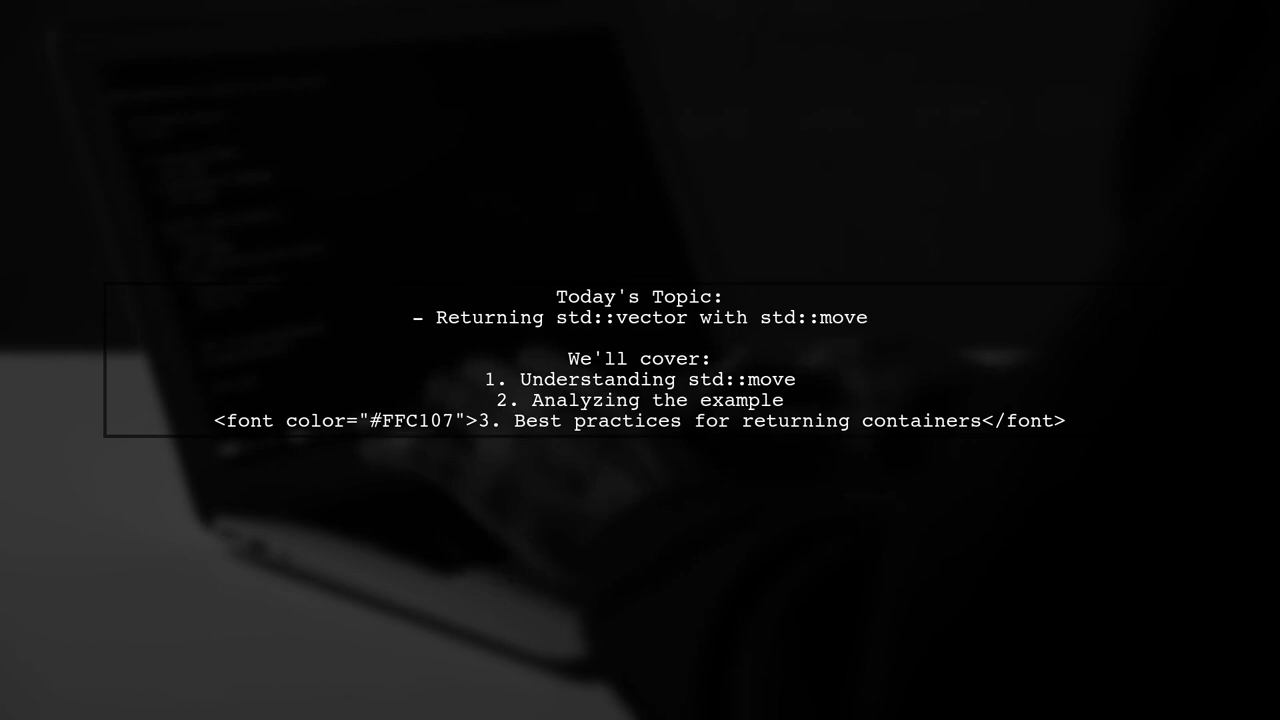 Today's Topic:
- Returning std::vector with std::move
We'll cover:
1. Understanding std::move
2. Analyzing the example
<font color="#FFC107">3. Best practices for returning containers</font>